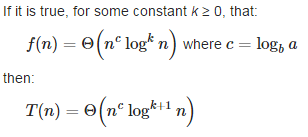 If it is true, for some constant k ≥ 0, that:
f(n) = Θ(n^c log^k n) where c = log_b a
then:
T(n) = Θ(n^c log^{k+1} n)